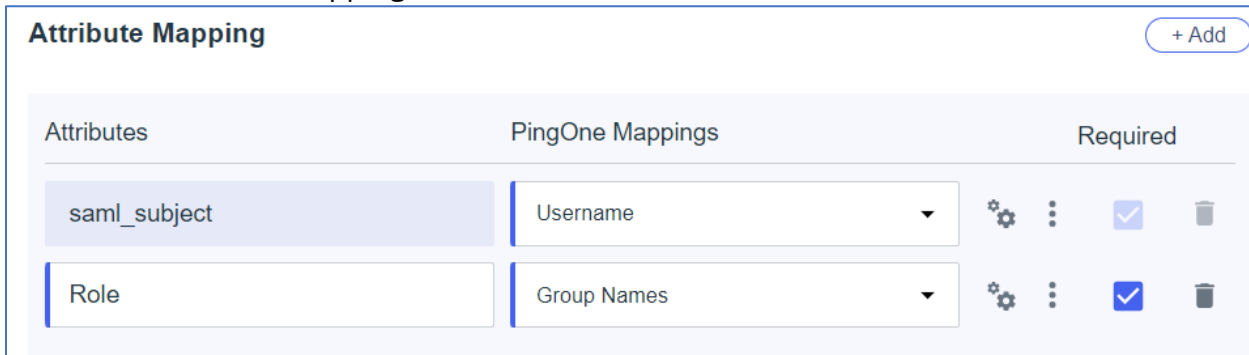 Attribute Mapping
+ Add
Attributes PingOne Mappings Required
saml_subject Username
Role Group Names